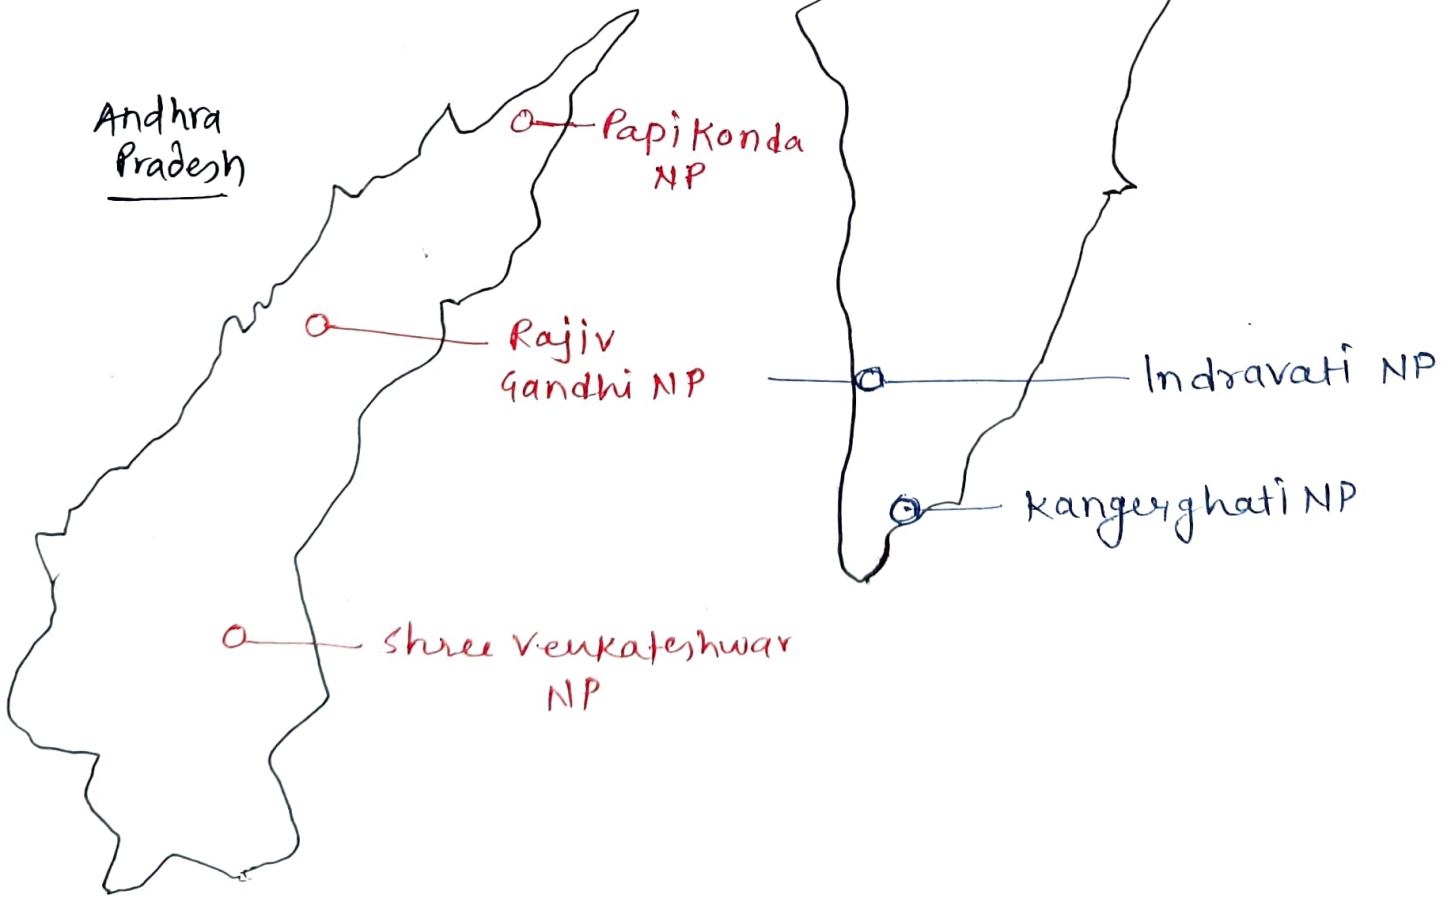 Andhra
Pradesh
Papikonda
NP
Rajiv
Gandhi NP
Shree Venkateshwar
NP
Indravati NP
Kangerghati NP